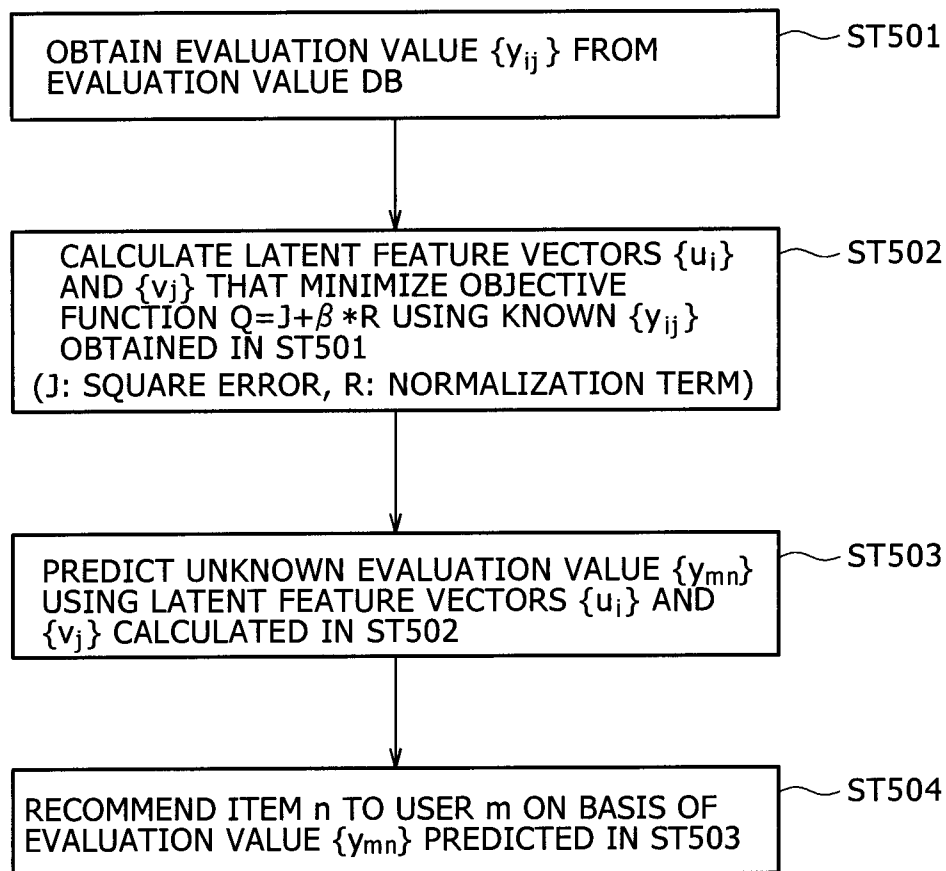 OBTAIN EVALUATION VALUE {yij} FROM
EVALUATION VALUE DB
ST501
CALCULATE LATENT FEATURE VECTORS {ui}
AND {vj} THAT MINIMIZE OBJECTIVE
FUNCTION Q=J+β*R USING KNOWN {yij}
OBTAINED IN ST501
(J: SQUARE ERROR, R: NORMALIZATION TERM)
ST502
PREDICT UNKNOWN EVALUATION VALUE {ymn}
USING LATENT FEATURE VECTORS {ui} AND
{vj} CALCULATED IN ST502
ST503
RECOMMEND ITEM n TO USER m ON BASIS OF
EVALUATION VALUE {ymn} PREDICTED IN ST503
ST504